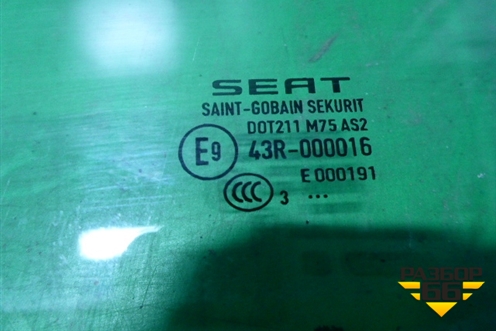 SEAT
SAINT-GOBAIN SEKURIT
DOT211 M75 AS2
E9 43R-000016
E 000191
CCC 3 ...
РАЗБОР
66